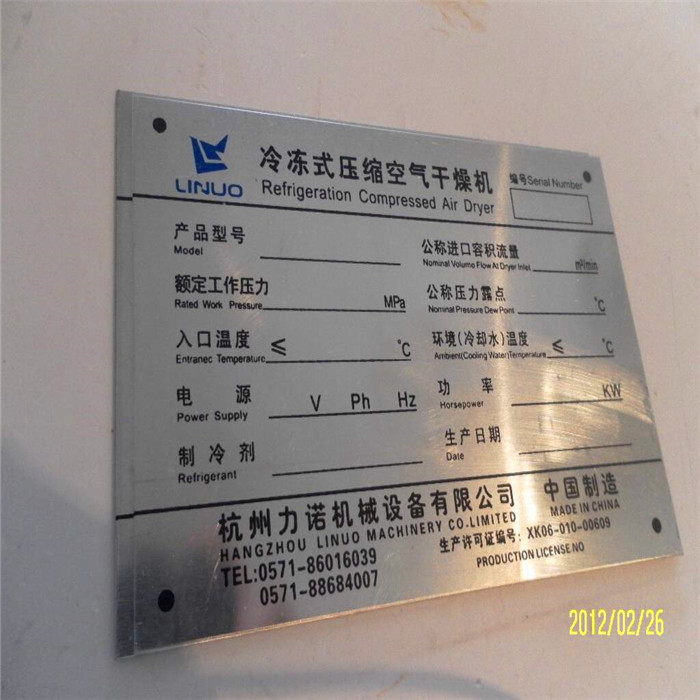 LINUO
冷冻式压缩空气干燥机
Refrigeration Compressed Air Dryer
编号Serial Number
产品型号
Model
公称进口容积流量
Nominal Volume Flow At Dryer Inlet m³/min
额定工作压力
Rated Work Pressure MPa
公称压力露点
Nominal Pressure Dew Point °C
入口温度
Entranec Temperature ≤ °C
环境(冷却水)温度
Ambient(Cooling Water)Temperature ≤ °C
电源
Power Supply V Ph Hz
功率
Horsepower KW
制冷剂
Refrigerant
生产日期
Date
杭州力诺机械设备有限公司
HANGZHOU LINUO MACHINERY CO.LIMITED
TEL:0571-86016039
0571-88684007
中国制造
MADE IN CHINA
生产许可证编号: XK06-010-00609
PRODUCTION LICENSE NO
2012/02/26